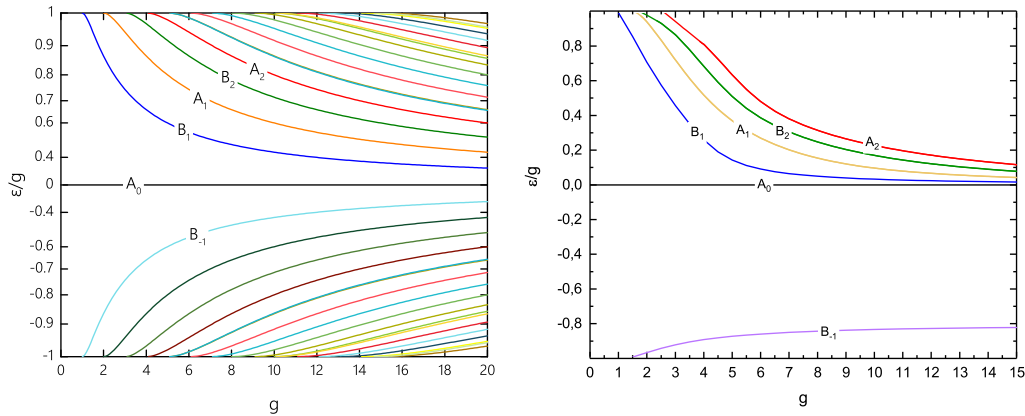 1
0.9
0.8
0.7
0.6
0.4
0
-0.4
-0.6
-0.7
-0.8
-0.9
-1
ε/g
A₂
B₂
A₁
B₁
A₀
B₋₁
0 2 4 6 8 10 12 14 16 18 20
g
0,8
0,6
0,4
0,2
0,0
-0,2
-0,4
-0,6
-0,8
ε/g
B₁
A₁
B₂
A₂
A₀
B₋₁
0 1 2 3 4 5 6 7 8 9 10 11 12 13 14 15
g